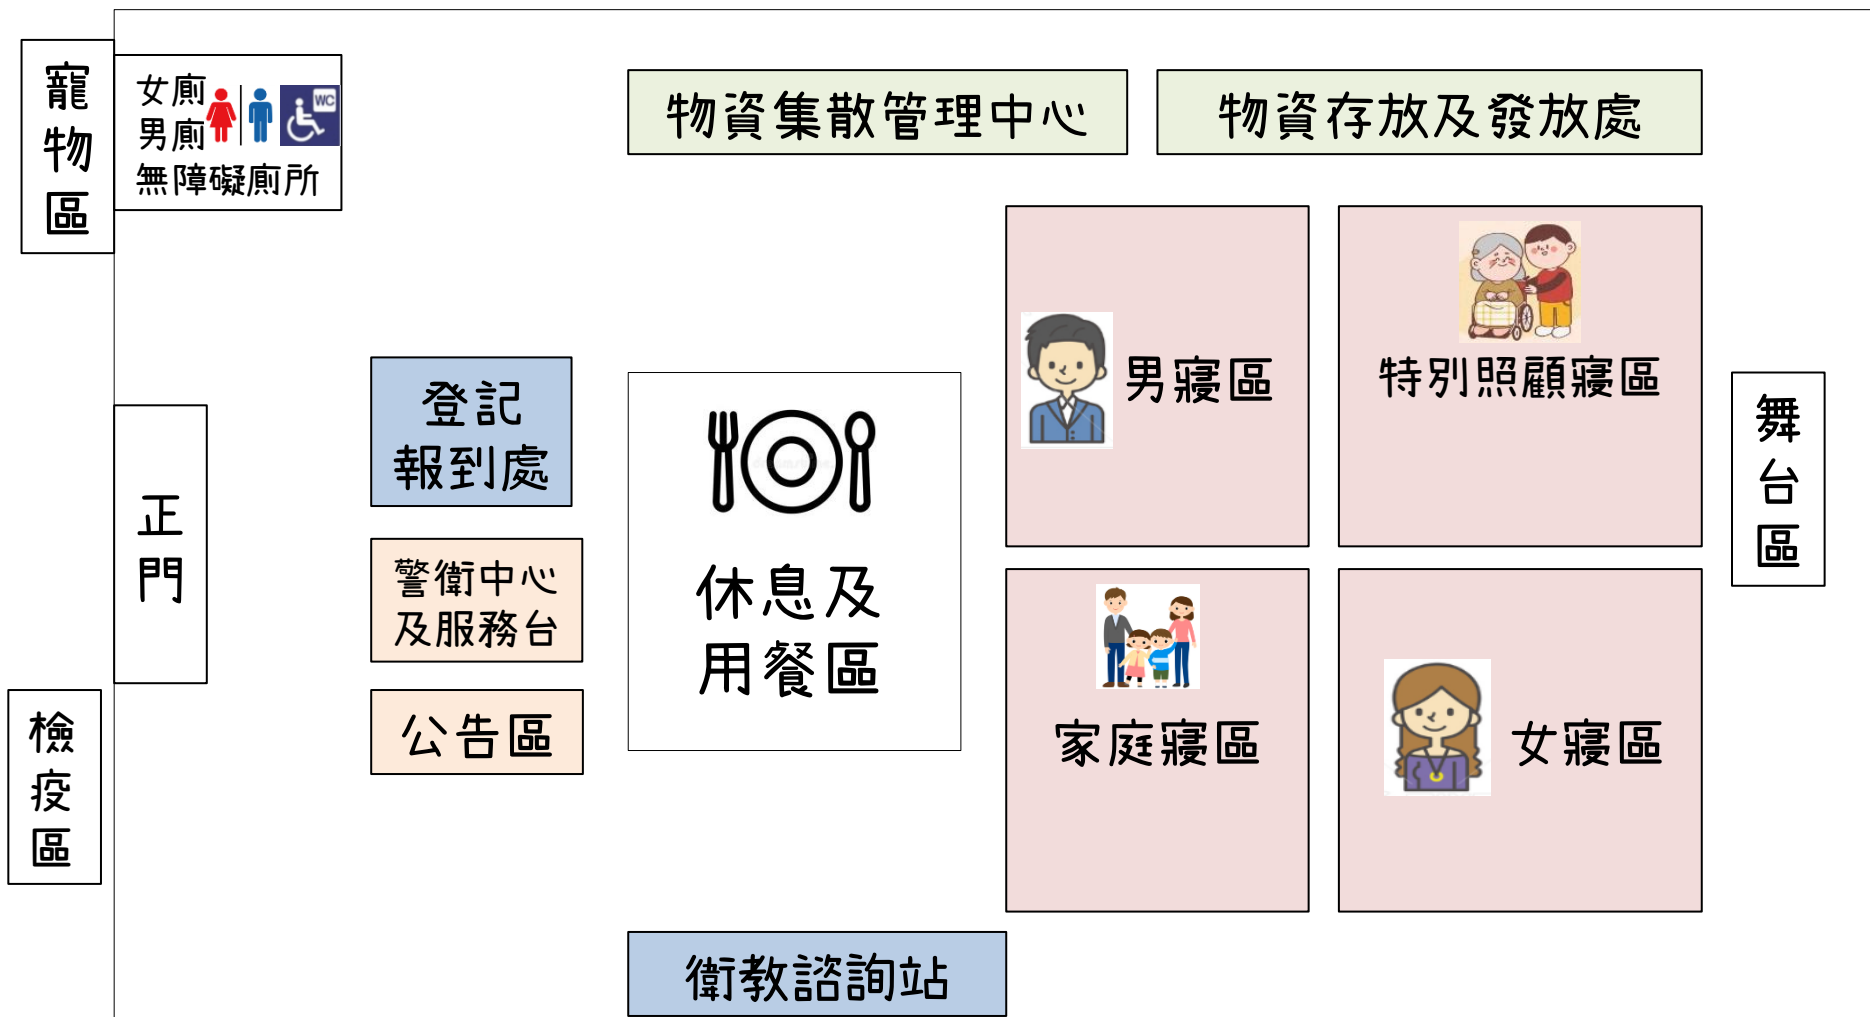 寵物區
女廁
男廁
無障礙廁所
WC
物資集散管理中心
物資存放及發放處
登記
報到處
男寢區
特別照顧寢區
舞台區
正門
警衛中心
及服務台
休息及
用餐區
公告區
家庭寢區
女寢區
檢疫區
衛教諮詢站